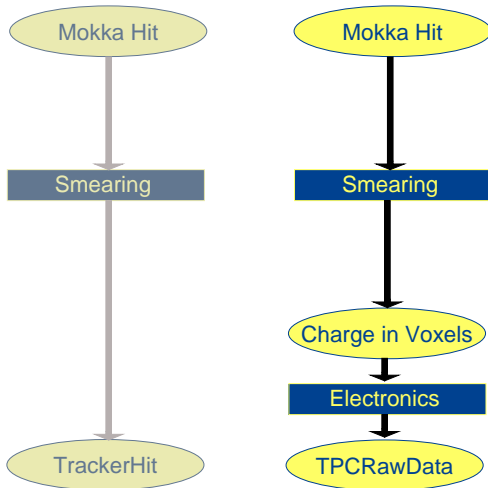 Mokka Hit
Smearing
TrackerHit
Mokka Hit
Smearing
Charge in Voxels
Electronics
TPCRawData